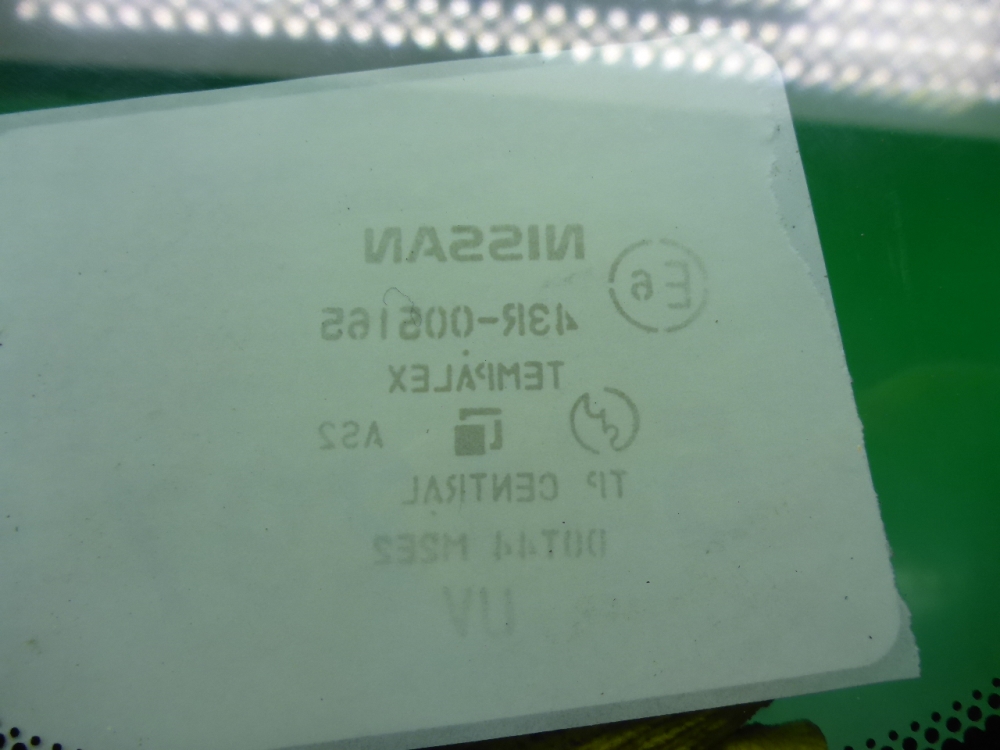 NISSAN
E6
43R-005165
TEMPALEX
AS2
TP CENTRAL
DOT44 M2E2
UV